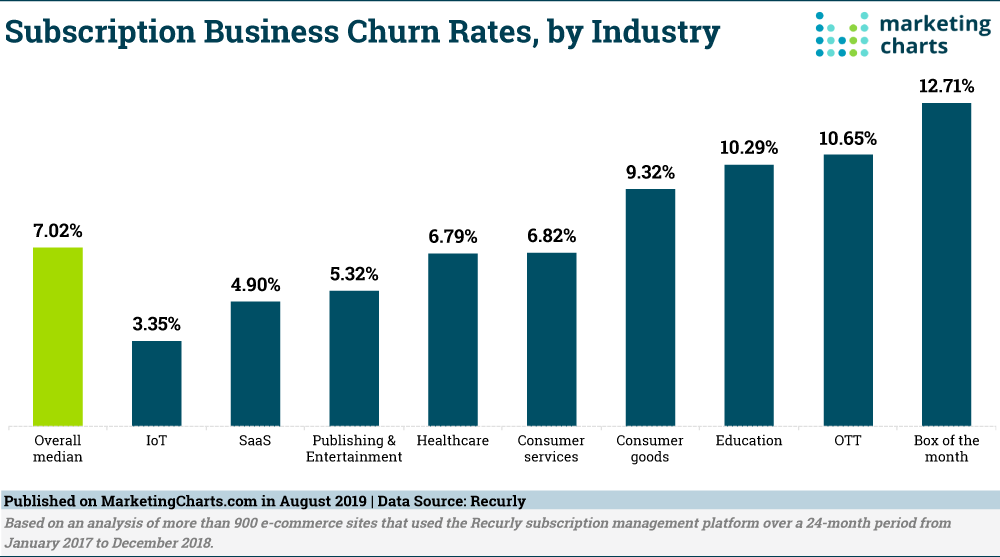 Subscription Business Churn Rates, by Industry
marketing
charts
12.71%
10.65%
10.29%
9.32%
7.02%
6.79%
6.82%
5.32%
4.90%
3.35%
Overall
median
IoT
SaaS
Publishing &
Entertainment
Healthcare
Consumer
services
Consumer
goods
Education
OTT
Box of the
month
Published on MarketingCharts.com in August 2019 | Data Source: Recurly
Based on an analysis of more than 900 e-commerce sites that used the Recurly subscription management platform over a 24-month period from
January 2017 to December 2018.